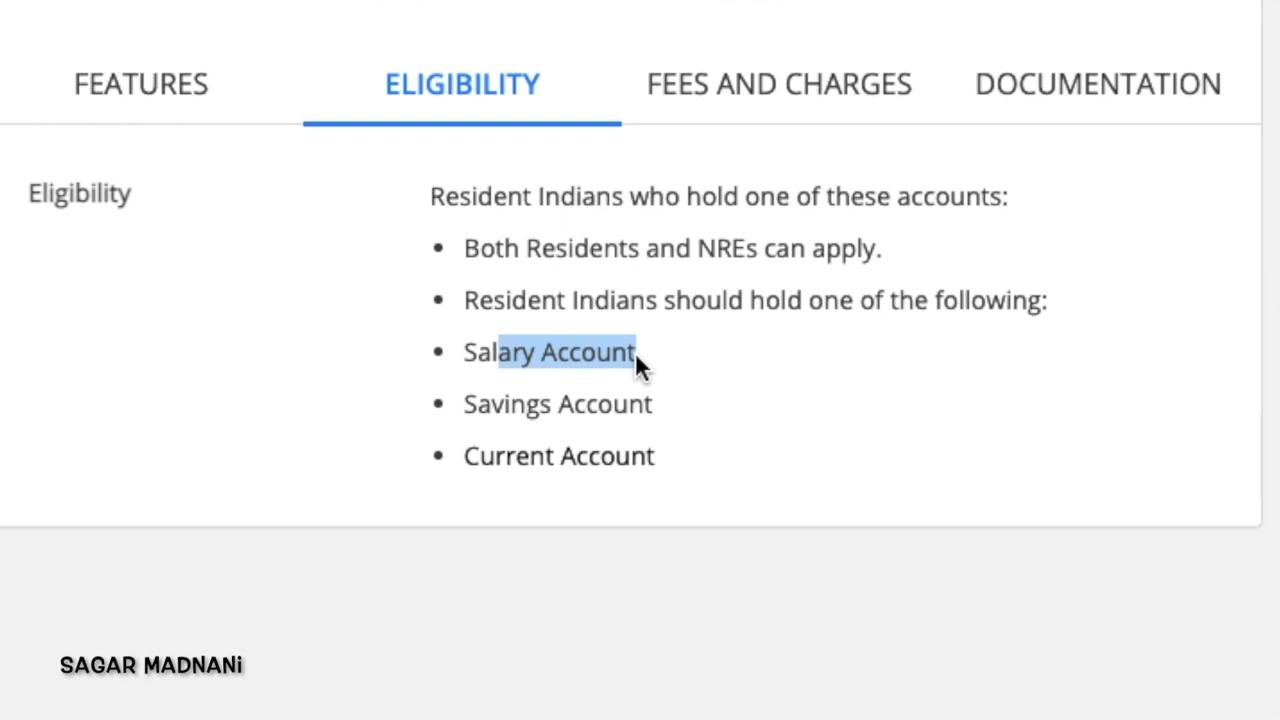 FEATURES ELIGIBILITY FEES AND CHARGES DOCUMENTATION
Eligibility
Resident Indians who hold one of these accounts:
• Both Residents and NREs can apply.
• Resident Indians should hold one of the following:
• Salary Account
• Savings Account
• Current Account
SAGAR MADNANi